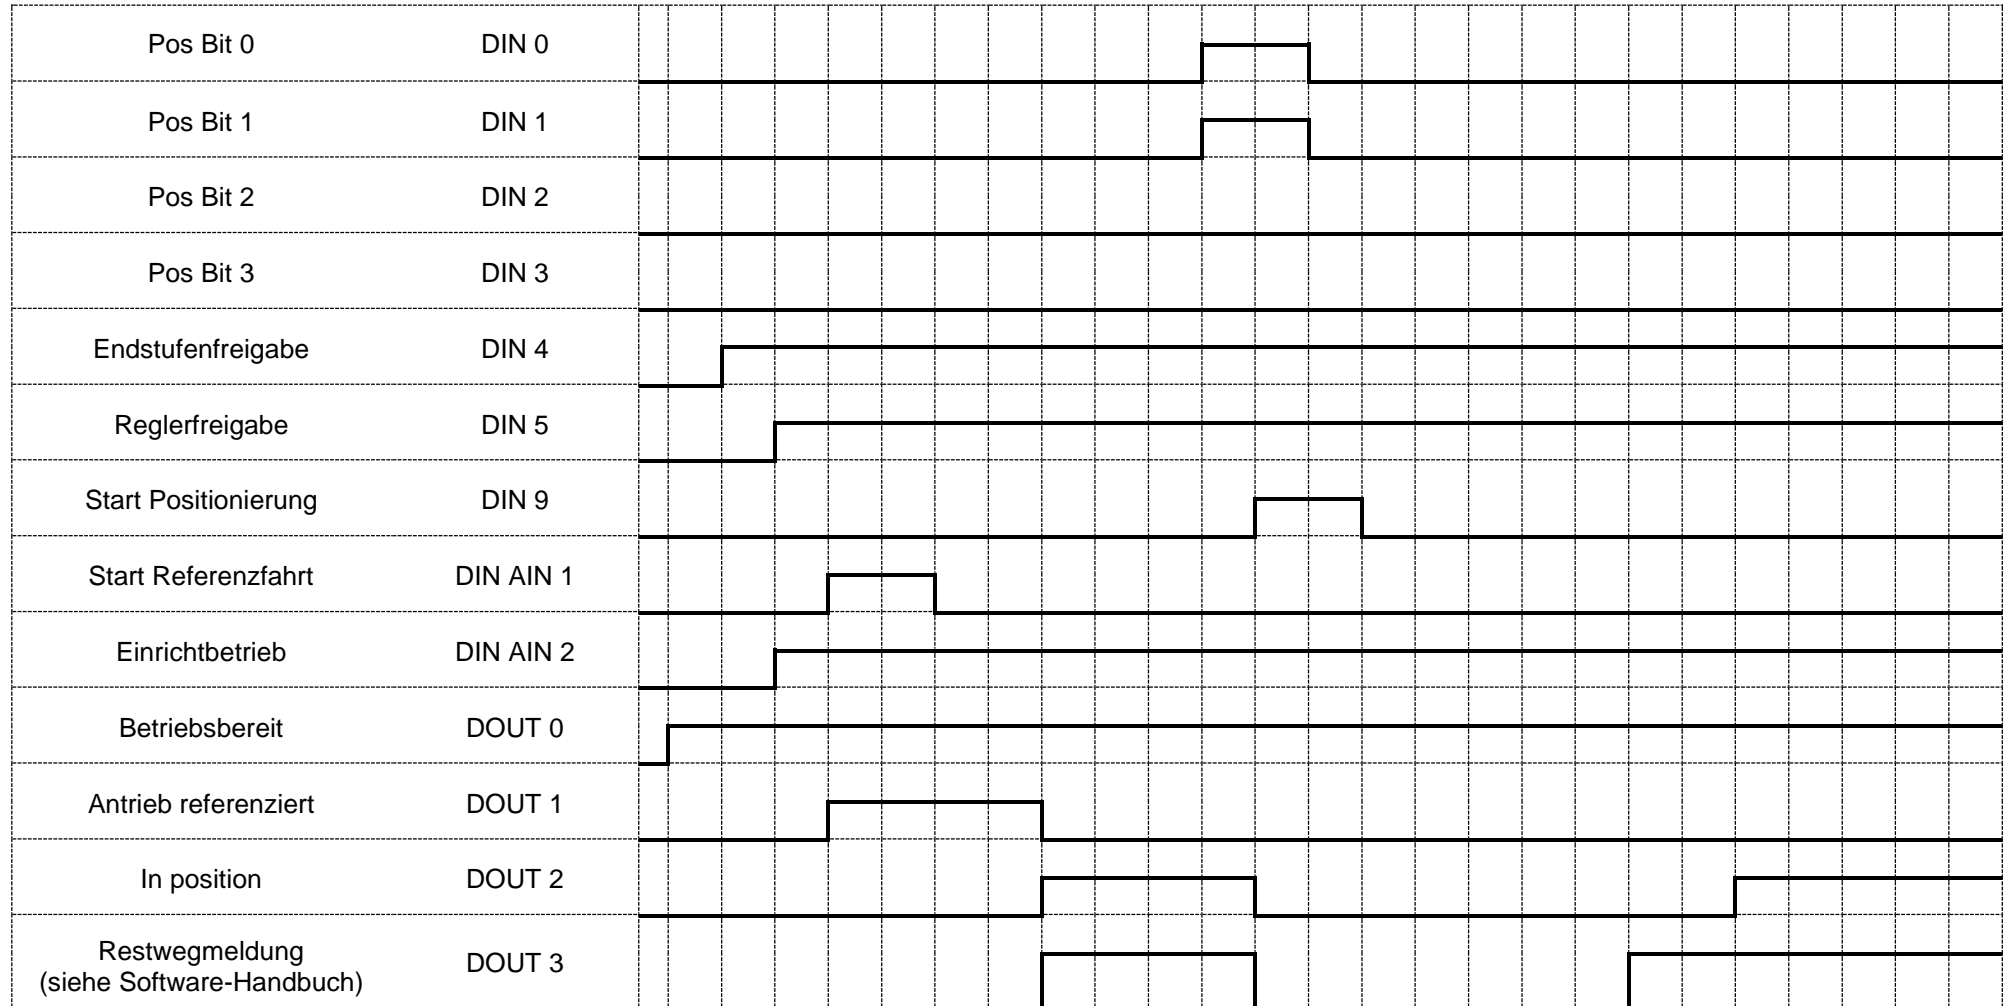 Pos Bit 0 DIN 0
Pos Bit 1 DIN 1
Pos Bit 2 DIN 2
Pos Bit 3 DIN 3
Endstufenfreigabe DIN 4
Reglerfreigabe DIN 5
Start Positionierung DIN 9
Start Referenzfahrt DIN AIN 1
Einrichtbetrieb DIN AIN 2
Betriebsbereit DOUT 0
Antrieb referenziert DOUT 1
In position DOUT 2
Restwegmeldung
(siehe Software-Handbuch) DOUT 3